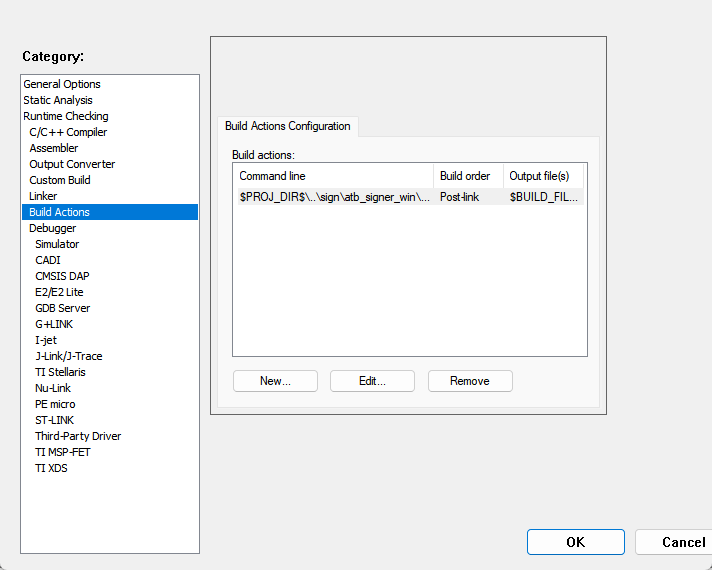 Category:
General Options
Static Analysis
Runtime Checking
C/C++ Compiler
Assembler
Output Converter
Custom Build
Linker
Build Actions
Debugger
Simulator
CADI
CMSIS DAP
E2/E2 Lite
GDB Server
G+LINK
I-jet
J-Link/J-Trace
TI Stellaris
Nu-Link
PE micro
ST-LINK
Third-Party Driver
TI MSP-FET
TI XDS
Build Actions Configuration
Build actions:
Command line Build order Output file(s)
$PROJ_DIR$\..\sign\atb_signer_win\... Post-link $BUILD_FIL...
New... Edit... Remove
OK Cancel